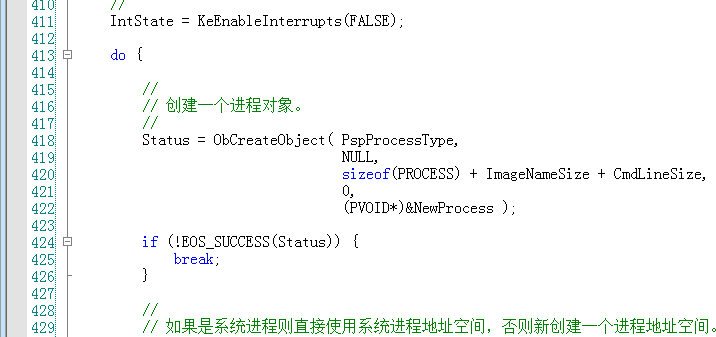 410 //
411 IntState = KeEnableInterrupts(FALSE);
412
413 do {
414
415 //
416 // 创建一个进程对象。
417 //
418 Status = ObCreateObject( PspProcessType,
419 NULL,
420 sizeof(PROCESS) + ImageNameSize + CmdLineSize,
421 0,
422 (PVOID*)&NewProcess );
423
424 if (!EOS_SUCCESS(Status)) {
425 break;
426 }
427
428 //
429 // 如果是系统进程则直接使用系统进程地址空间，否则新创建一个进程地址空间。